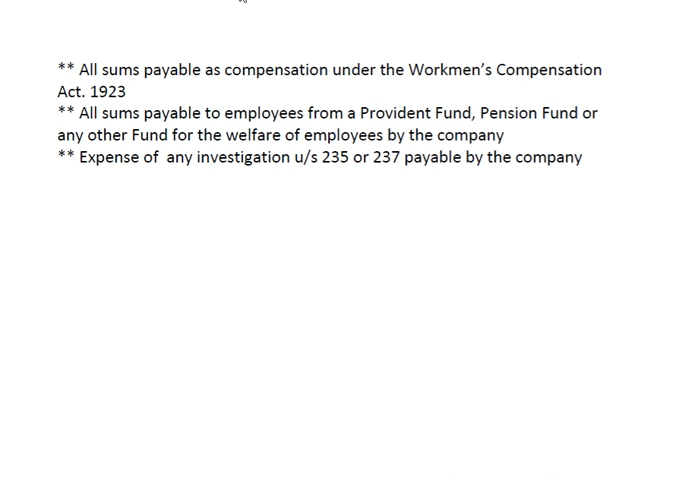 ** All sums payable as compensation under the Workmen’s Compensation
Act. 1923
** All sums payable to employees from a Provident Fund, Pension Fund or
any other Fund for the welfare of employees by the company
** Expense of  any investigation u/s 235 or 237 payable by the company